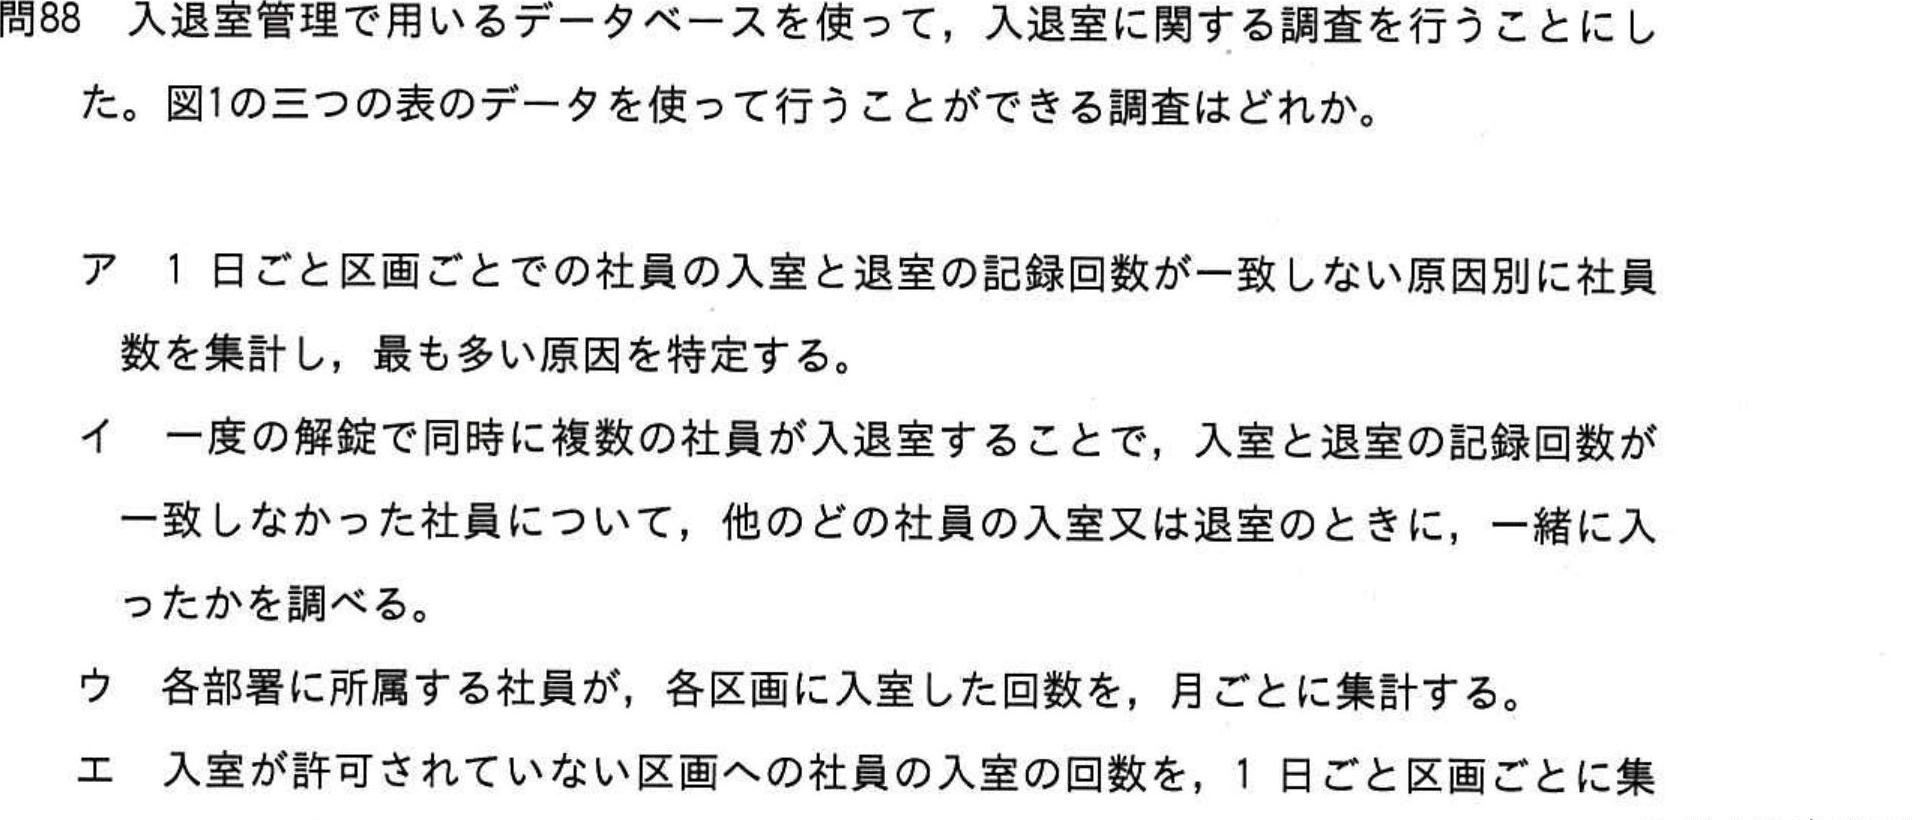 問88　入退室管理で用いるデータベースを使って，入退室に関する調査を行うことにし
た。図1の三つの表のデータを使って行うことができる調査はどれか。
ア　1 日ごと区画ごとでの社員の入室と退室の記録回数が一致しない原因別に社員
数を集計し，最も多い原因を特定する。
イ　一度の解錠で同時に複数の社員が入退室することで，入室と退室の記録回数が
一致しなかった社員について，他のどの社員の入室又は退室のときに，一緒に入
ったかを調べる。
ウ　各部署に所属する社員が，各区画に入室した回数を，月ごとに集計する。
エ　入室が許可されていない区画への社員の入室の回数を，1 日ごと区画ごとに集